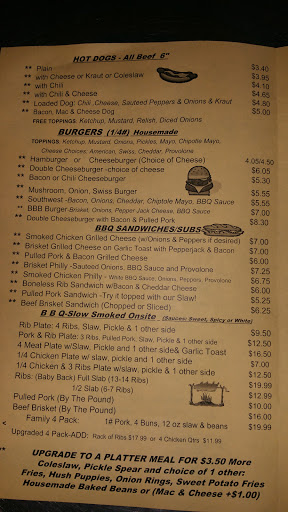 HOT DOGS - All Beef 6"
** Plain $3.40
** with Cheese or Kraut or Coleslaw $3.95
** with Chili $4.10
** with Chili & Cheese $4.65
** Loaded Dog: Chili ,Cheese, Sauteed Peppers & Onions & Kraut $4.80
** Bacon, Mac & Cheese Dog $5.00
FREE TOPPINGS: Ketchup, Mustard, Relish, Diced Onions
BURGERS (1/4#) Housemade
TOPPINGS: Ketchup, Mustard, Onions, Pickles, Mayo, Chipotle Mayo,
Cheese Choices: American, Swiss, Cheddar, Provolone
** Hamburger or Cheeseburger (Choice of Cheese) 4.05/4.50
** Double Cheeseburger -choice of cheese $6.05
** Bacon or Chili Cheeseburger $5.30
** Mushroom, Onion, Swiss Burger $5.55
** Southwest -Bacon, Onions, Cheddar, Chiptole Mayo, BBQ Sauce $5.55
** BBB Burger-Brisket, Onions, Pepper Jack Cheese, BBQ Sauce $7.00
** Double Cheeseburger with Bacon & Pulled Pork $8.30
BBQ SANDWICHES/SUBS
** Smoked Chicken Grilled Cheese (w/Onions & Peppers if desired) $7.00
** Brisket Grilled Cheese on Garlic Toast with Pepperjack & Bacon $7.00
** Pulled Pork & Bacon Grilled Cheese $6.00
** Brisket Philly -Sauteed Onions, BBQ Sauce and Provolone $7.25
** Smoked Chicken Philly - White BBQ Sauce, Onions, Peppers, Provolone $6.75
** Boneless Rib Sandwich w/Bacon & Cheddar Cheese $6.00
** Pulled Pork Sandwich -Try it topped with our Slaw! $5.25
** Beef Brisket Sandwich (Chopped or Sliced) $6.25
B B Q-Slow Smoked Onsite (Sauces: Sweet, Spicy or White)
Rib Plate: 4 Ribs, Slaw, Pickle & 1 other side $9.50
Pork & Rib Plate: 3 Ribs, Pulled Pork, Slaw, Pickle & 1 other side $12.50
4 Meat Plate w/Slaw, Pickle and 1 other side& Garlic Toast $16.50
1/4 Chicken Plate w/ slaw, pickle and 1 other side $7.00
1/4 Chicken & 3 Ribs Plate w/slaw, pickle & 1 other side $12.50
Ribs: (Baby Back) Full Slab (13-14 Ribs) $19.99
1/2 Slab (6-7 Ribs) $12.99
Pulled Pork (By The Pound) $10.00
Beef Brisket (By The Pound) $16.00
Family 4 Pack: 1# Pork, 4 Buns, 12 oz slaw & beans $19.99
Upgraded 4 Pack-ADD: Rack of Ribs $17.99 or 4 Chicken Qtrs $11.99
** UPGRADE TO A PLATTER MEAL FOR $3.50 More
Coleslaw, Pickle Spear and choice of 1 other:
Fries, Hush Puppies, Onion Rings, Sweet Potato Fries
Housemade Baked Beans or (Mac & Cheese +$1.00)